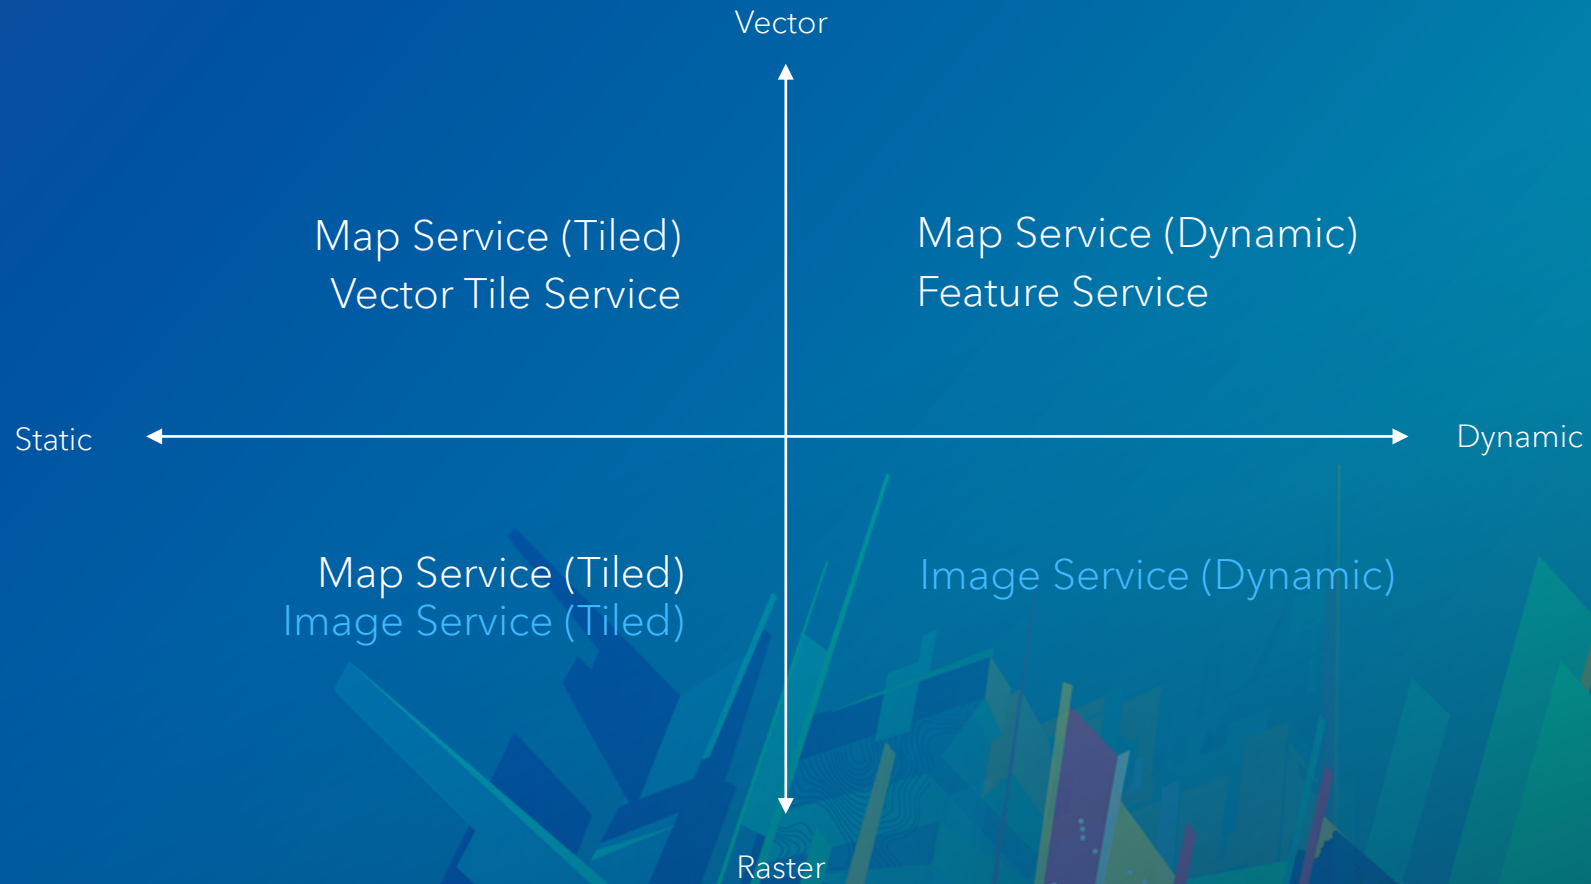 Vector
Map Service (Tiled)
Vector Tile Service
Map Service (Dynamic)
Feature Service
Static
Dynamic
Map Service (Tiled)
Image Service (Tiled)
Image Service (Dynamic)
Raster